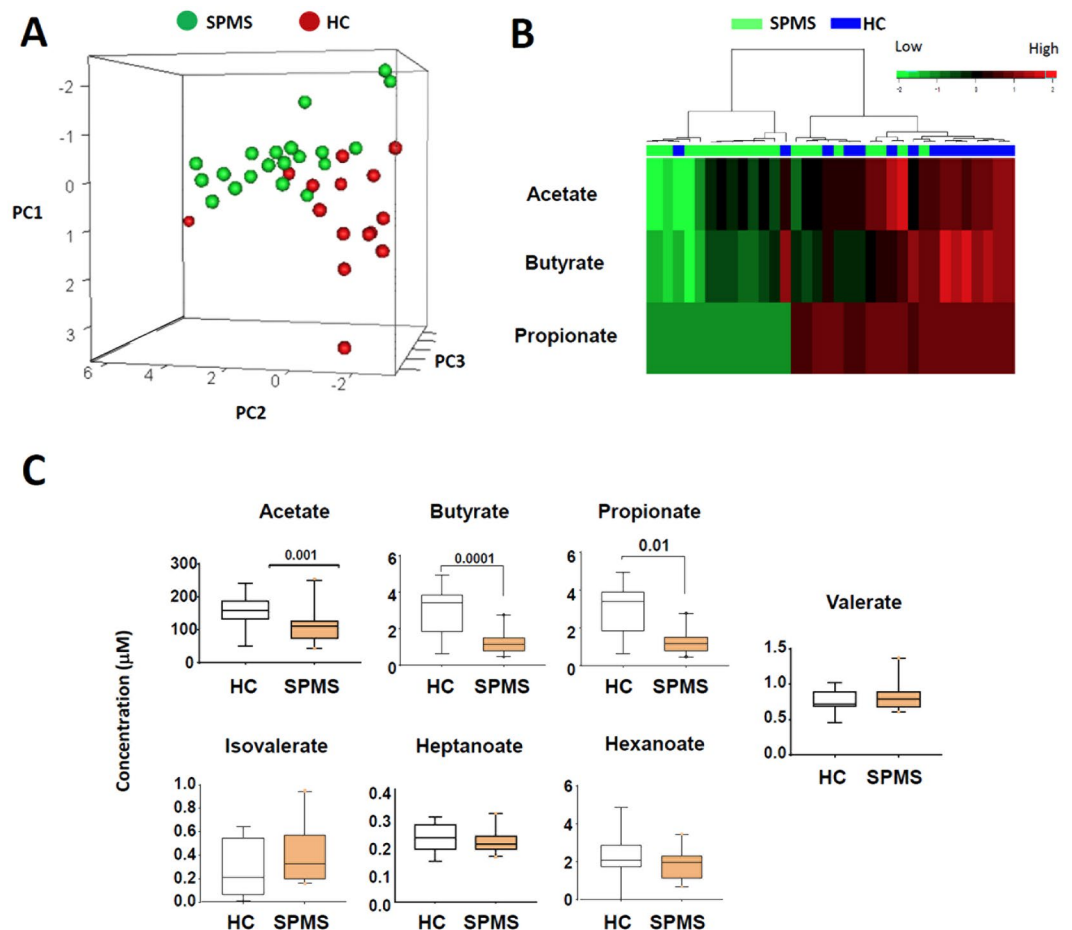 A
SPMS HC
-2
-1
0
1
2
3
PC1
6 4 2 0 -2
PC2
PC3
B
SPMS HC
Low High
-2 -1 0 1 2
Acetate
Butyrate
Propionate
C
Concentration (µM)
Acetate
0.001
300
200
100
0
HC SPMS
Butyrate
0.0001
6
4
2
0
HC SPMS
Propionate
0.01
6
4
2
0
HC SPMS
Valerate
1.5
1.0
0.5
0.0
HC SPMS
Isovalerate
1.0
0.8
0.6
0.4
0.2
0.0
HC SPMS
Heptanoate
0.4
0.3
0.2
0.1
0.0
HC SPMS
Hexanoate
6
4
2
0
HC SPMS